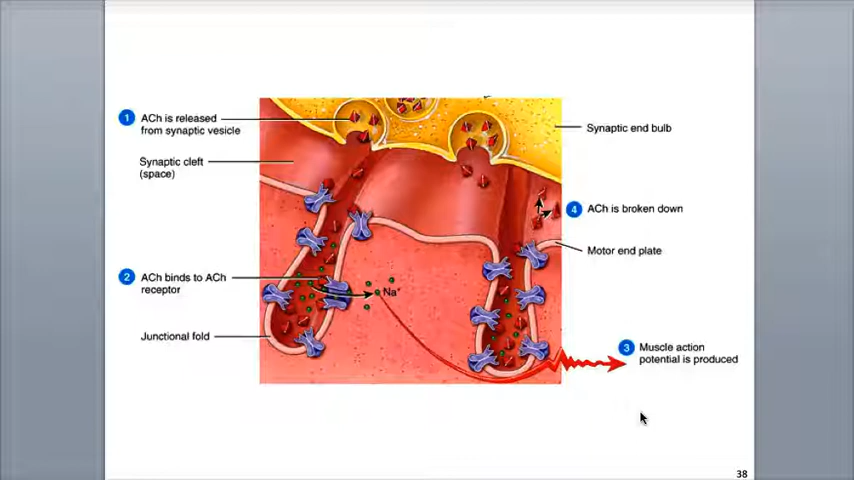 1 ACh is released
from synaptic vesicle
Synaptic cleft
(space)
2 ACh binds to ACh
receptor
Junctional fold
Na+
Synaptic end bulb
4 ACh is broken down
Motor end plate
3 Muscle action
potential is produced
38